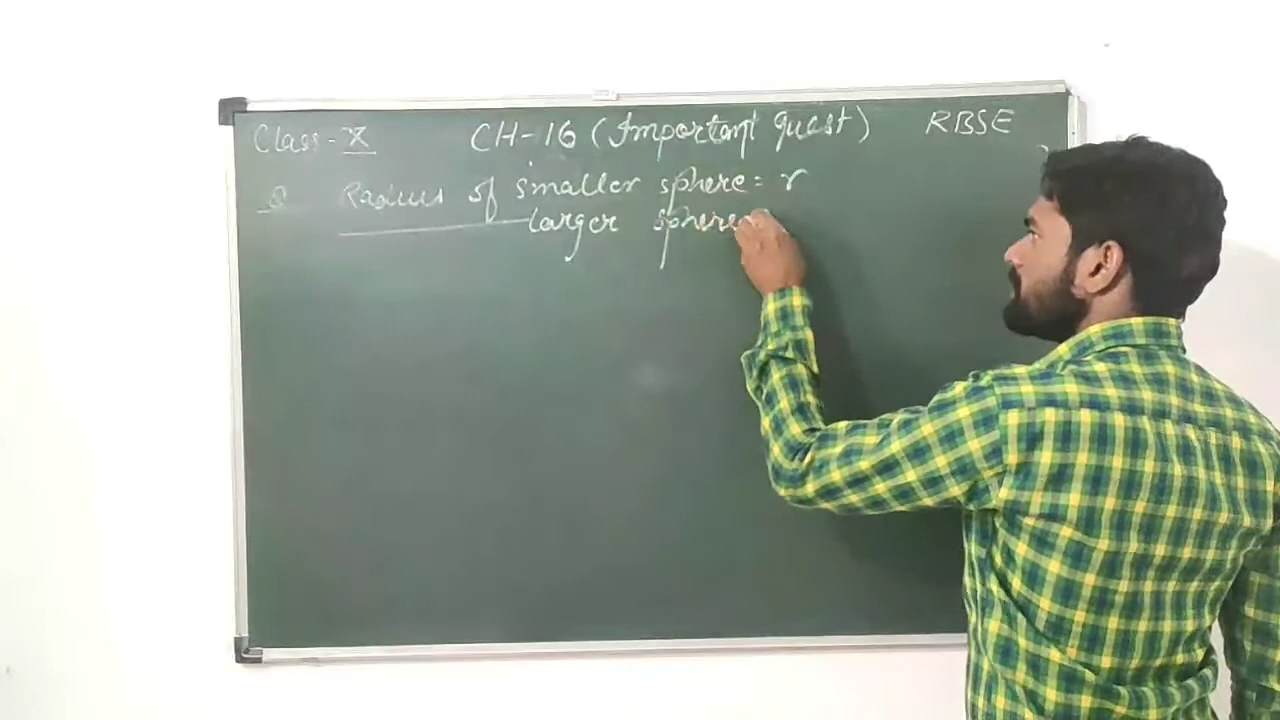 Class - X CH-16 (Important Quest) RBSE
Q Radius of smaller sphere = r
larger sphere